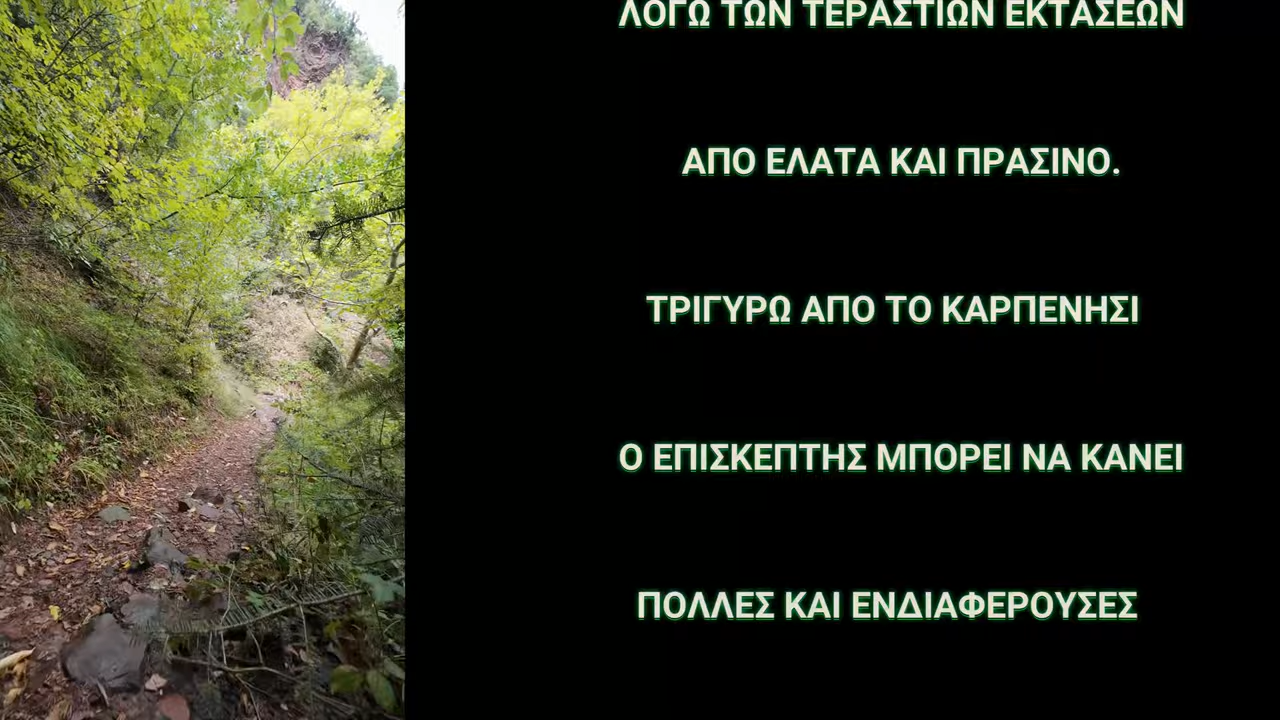 ΛΟΓΩ ΤΩΝ ΤΕΡΑΣΤΙΩΝ ΕΚΤΑΣΕΩΝ
ΑΠΟ ΕΛΑΤΑ ΚΑΙ ΠΡΑΣΙΝΟ.
ΤΡΙΓΥΡΩ ΑΠΟ ΤΟ ΚΑΡΠΕΝΗΣΙ
Ο ΕΠΙΣΚΕΠΤΗΣ ΜΠΟΡΕΙ ΝΑ ΚΑΝΕΙ
ΠΟΛΛΕΣ ΚΑΙ ΕΝΔΙΑΦΕΡΟΥΣΕΣ